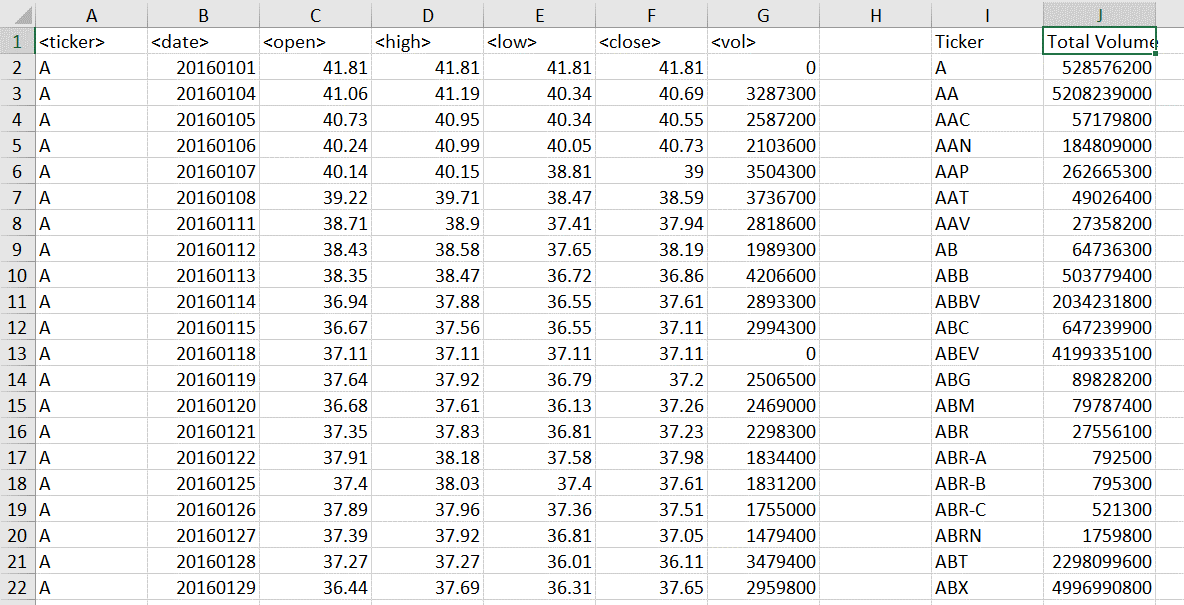 A B C D E F G H I J
1 <ticker> <date> <open> <high> <low> <close> <vol> Ticker Total Volume
2 A 20160101 41.81 41.81 41.81 41.81 0 A 528576200
3 A 20160104 41.06 41.19 40.34 40.69 3287300 AA 5208239000
4 A 20160105 40.73 40.95 40.34 40.55 2587200 AAC 57179800
5 A 20160106 40.24 40.99 40.05 40.73 2103600 AAN 184809000
6 A 20160107 40.14 40.15 38.81 39 3504300 AAP 262665300
7 A 20160108 39.22 39.71 38.47 38.59 3736700 AAT 49026400
8 A 20160111 38.71 38.9 37.41 37.94 2818600 AAV 27358200
9 A 20160112 38.43 38.58 37.65 38.19 1989300 AB 64736300
10 A 20160113 38.35 38.47 36.72 36.86 4206600 ABB 503779400
11 A 20160114 36.94 37.88 36.55 37.61 2893300 ABBV 2034231800
12 A 20160115 36.67 37.56 36.55 37.11 2994300 ABC 647239900
13 A 20160118 37.11 37.11 37.11 37.11 0 ABEV 4199335100
14 A 20160119 37.64 37.92 36.79 37.2 2506500 ABG 89828200
15 A 20160120 36.68 37.61 36.13 37.26 2469000 ABM 79787400
16 A 20160121 37.35 37.83 36.81 37.23 2298300 ABR 27556100
17 A 20160122 37.91 38.18 37.58 37.98 1834400 ABR-A 792500
18 A 20160125 37.4 38.03 37.4 37.61 1831200 ABR-B 795300
19 A 20160126 37.89 37.96 37.36 37.51 1755000 ABR-C 521300
20 A 20160127 37.39 37.92 36.81 37.05 1479400 ABRN 1759800
21 A 20160128 37.27 37.27 36.01 36.11 3479400 ABT 2298099600
22 A 20160129 36.44 37.69 36.31 37.65 2959800 ABX 4996990800